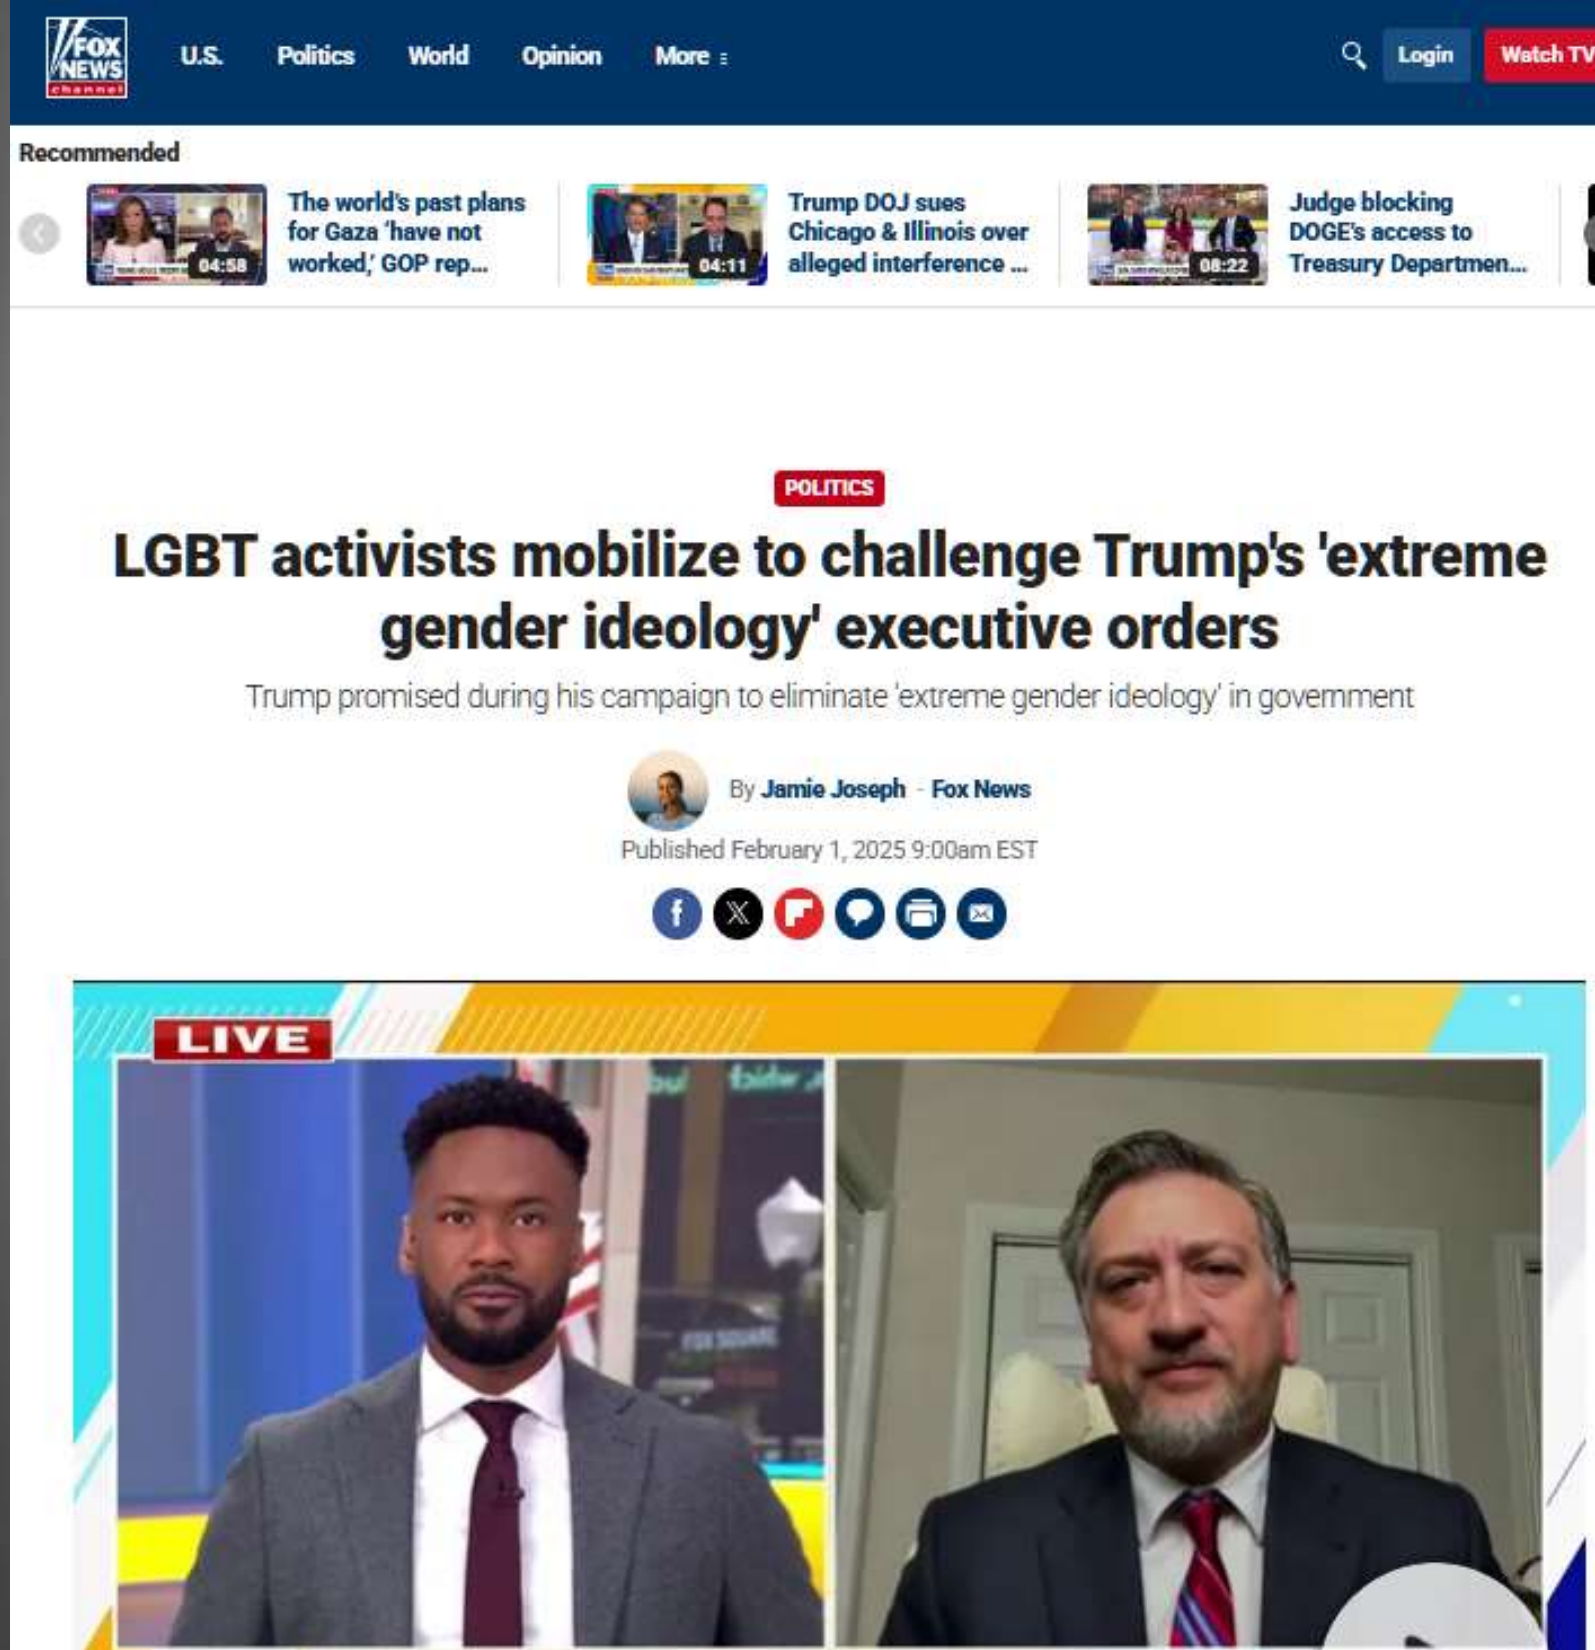 FOX
NEWS
channel
U.S.
Politics
World
Opinion
More
Login
Watch TV
Recommended
The world's past plans
for Gaza 'have not
worked,' GOP rep...
04:58
Trump DOJ sues
Chicago & Illinois over
alleged interference ...
04:11
Judge blocking
DOGE's access to
Treasury Departmen...
08:22
POLITICS
LGBT activists mobilize to challenge Trump's 'extreme
gender ideology' executive orders
Trump promised during his campaign to eliminate 'extreme gender ideology' in government
By Jamie Joseph - Fox News
Published February 1, 2025 9:00am EST
LIVE
FOX SQUARE